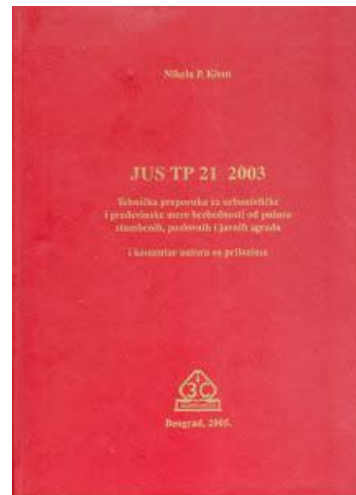 Nikola P. Kleut
JUS TP 21 2003
Tehnička preporuka za urbanističke
i građevinske mere bezbednosti od požara
stambenih, poslovnih i javnih zgrada
i komentar autora sa prilozima
Beograd, 2005.